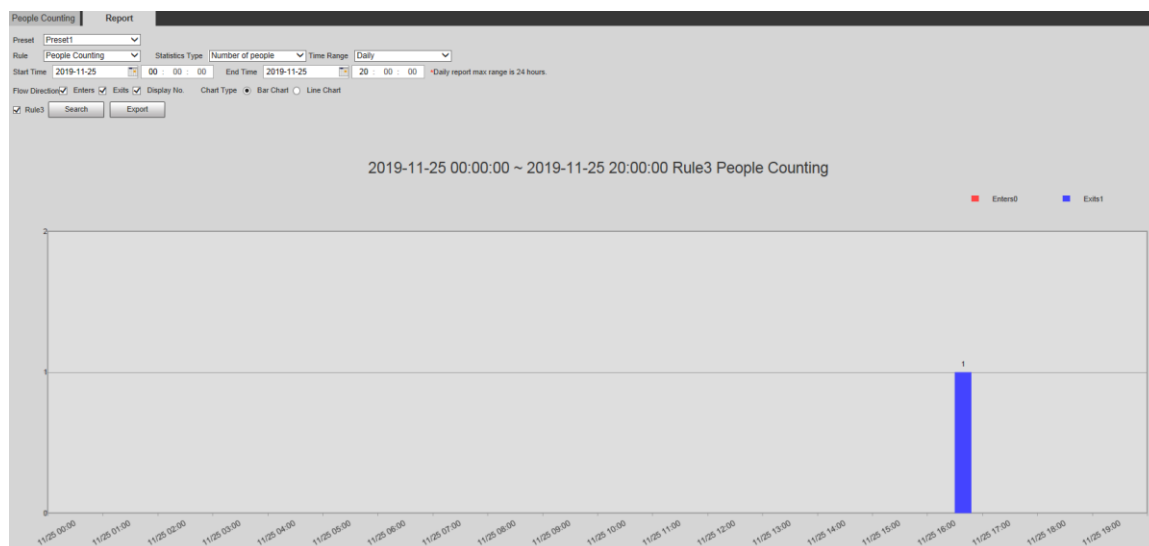 People Counting Report
Preset Preset1
Rule People Counting Statistics Type Number of people Time Range Daily
Start Time 2019-11-25 00 : 00 : 00 End Time 2019-11-25 20 : 00 : 00 *Daily report max range is 24 hours.
Flow Direction Enters Exits Display No. Chart Type Bar Chart Line Chart
Rule3 Search Export
2019-11-25 00:00:00 ~ 2019-11-25 20:00:00 Rule3 People Counting
Enters0 Exits1
2
1
1
0
11/25 00:00 11/25 01:00 11/25 02:00 11/25 03:00 11/25 04:00 11/25 05:00 11/25 06:00 11/25 07:00 11/25 08:00 11/25 09:00 11/25 10:00 11/25 11:00 11/25 12:00 11/25 13:00 11/25 14:00 11/25 15:00 11/25 16:00 11/25 17:00 11/25 18:00 11/25 19:00